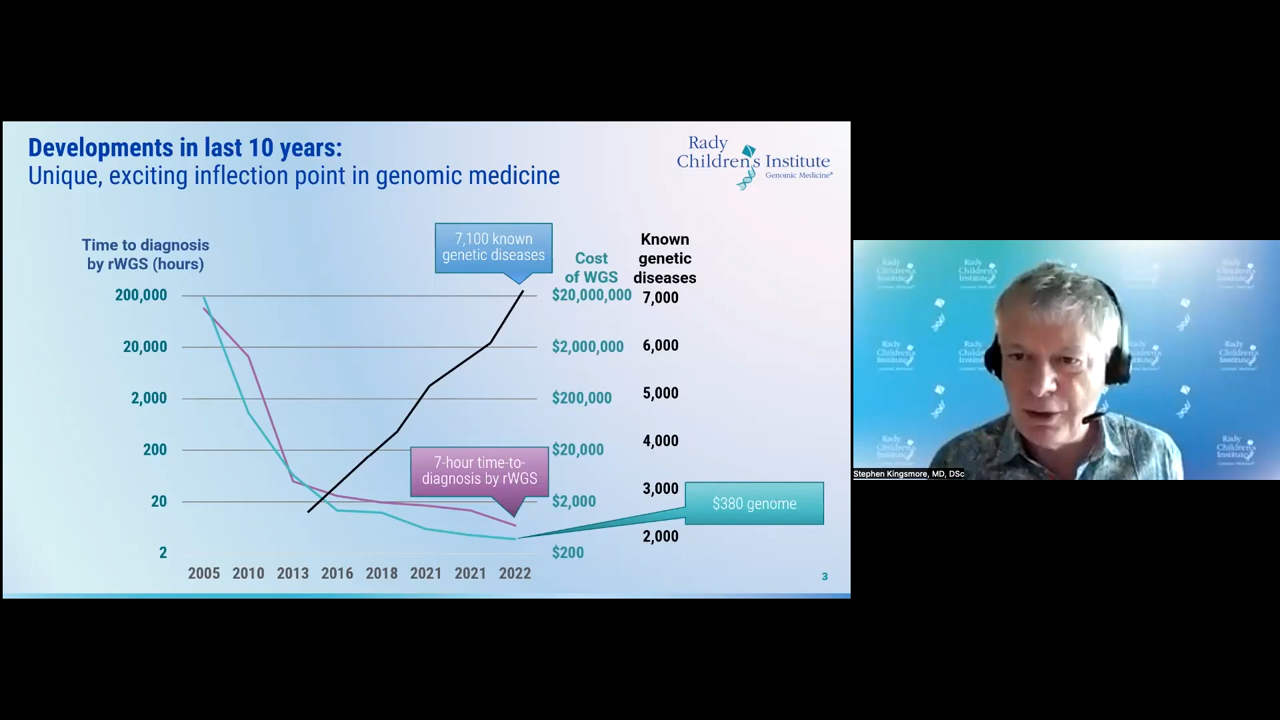 Developments in last 10 years:
Unique, exciting inflection point in genomic medicine
Rady
Children's Institute
Genomic Medicine®
Time to diagnosis
by rWGS (hours)
7,100 known
genetic diseases
Cost
of WGS
Known
genetic
diseases
200,000
$20,000,000
7,000
20,000
$2,000,000
6,000
2,000
$200,000
5,000
200
$20,000
4,000
7-hour time-to-
diagnosis by rWGS
20
$2,000
3,000
$380 genome
2
$200
2,000
2005 2010 2013 2016 2018 2021 2021 2022
3
Rady
Children's
Institute
Stephen Kingsmore, MD, DSc